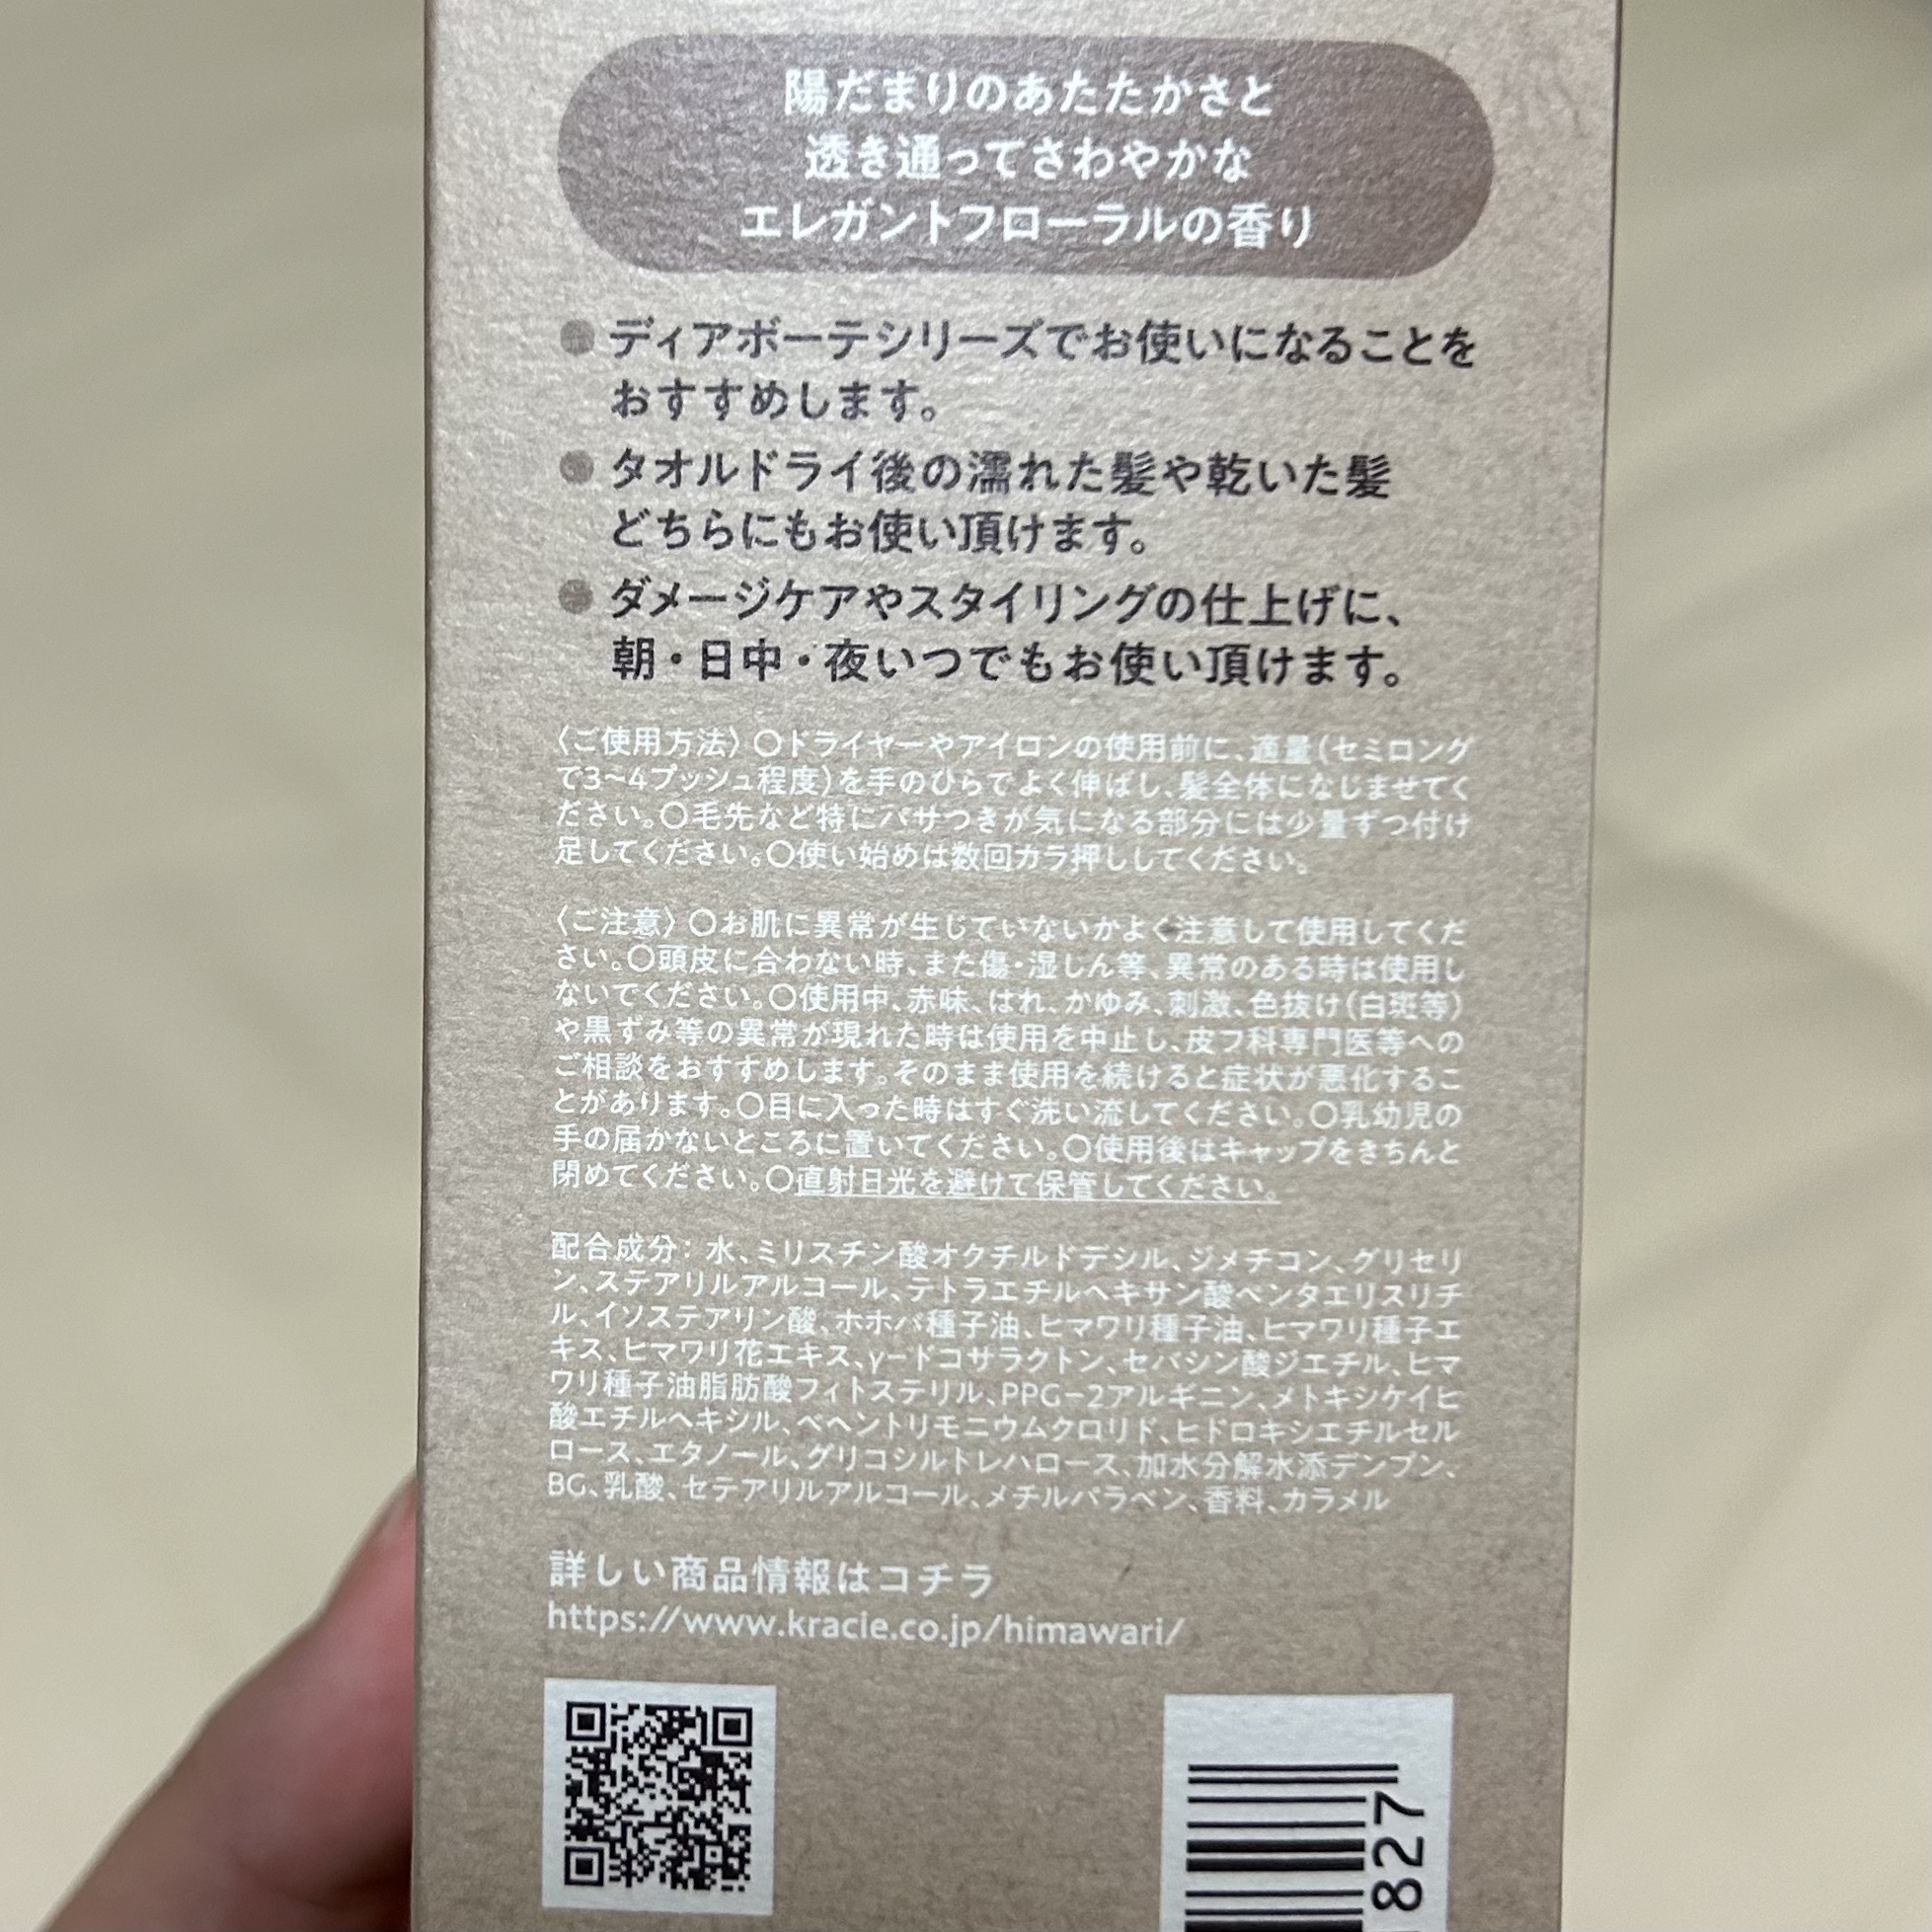 陽だまりのあたたかさと
透き通ってさわやかな
エレガントフローラルの香り
●ディアボーテシリーズでお使いになることを
おすすめします。
●タオルドライ後の濡れた髪や乾いた髪
どちらにもお使い頂けます。
●ダメージケアやスタイリングの仕上げに、
朝・日中・夜いつでもお使い頂けます。
〈ご使用方法〉〇ドライヤーやアイロンの使用前に、適量(セミロング
で3~4プッシュ程度)を手のひらでよく伸ばし、髪全体になじませてく
ださい。〇毛先など特にパサつきが気になる部分には少量ずつ付け
足してください。〇使い始めは数回カラ押ししてください。
〈ご注意〉〇お肌に異常が生じていないかよく注意して使用してくだ
さい。〇頭皮に合わない時、また傷・湿しん等、異常のある時は使用し
ないでください。〇使用中、赤味、はれ、かゆみ、刺激、色抜け(白斑等)
や黒ずみ等の異常が現れた時は使用を中止し、皮フ科専門医等への
ご相談をおすすめします。そのまま使用を続けると症状が悪化するこ
とがあります。〇目に入った時はすぐ洗い流してください。〇乳幼児の
手の届かないところに置いてください。〇使用後はキャップをきちんと
閉めてください。〇直射日光を避けて保管してください。
配合成分：水、ミリスチン酸オクチルドデシル、ジメチコン、グリセリ
ン、ステアリルアルコール、テトラエチルヘキサン酸ペンタエリスリチ
ル、イソステアリン酸、ホホバ種子油、ヒマワリ種子油、ヒマワリ種子エ
キス、ヒマワリ花エキス、γードコサラクトン、セバシン酸ジエチル、ヒマ
ワリ種子油脂肪酸フィトステリル、PPG－2アルギニン、メトキシケイヒ
酸エチルヘキシル、ベヘントリモニウムクロリド、ヒドロキシエチルセル
ロース、エタノール、グリコシルトレハロース、加水分解水添デンプン、
BG、乳酸、セテアリルアルコール、メチルパラベン、香料、カラメル
詳しい商品情報はコチラ
https://www.kracie.co.jp/himawari/
827